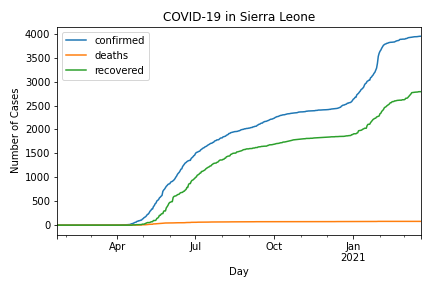 COVID-19 in Sierra Leone
confirmed
deaths
recovered
Number of Cases
4000
3500
3000
2500
2000
1500
1000
500
0
Apr
Jul
Oct
Jan
2021
Day